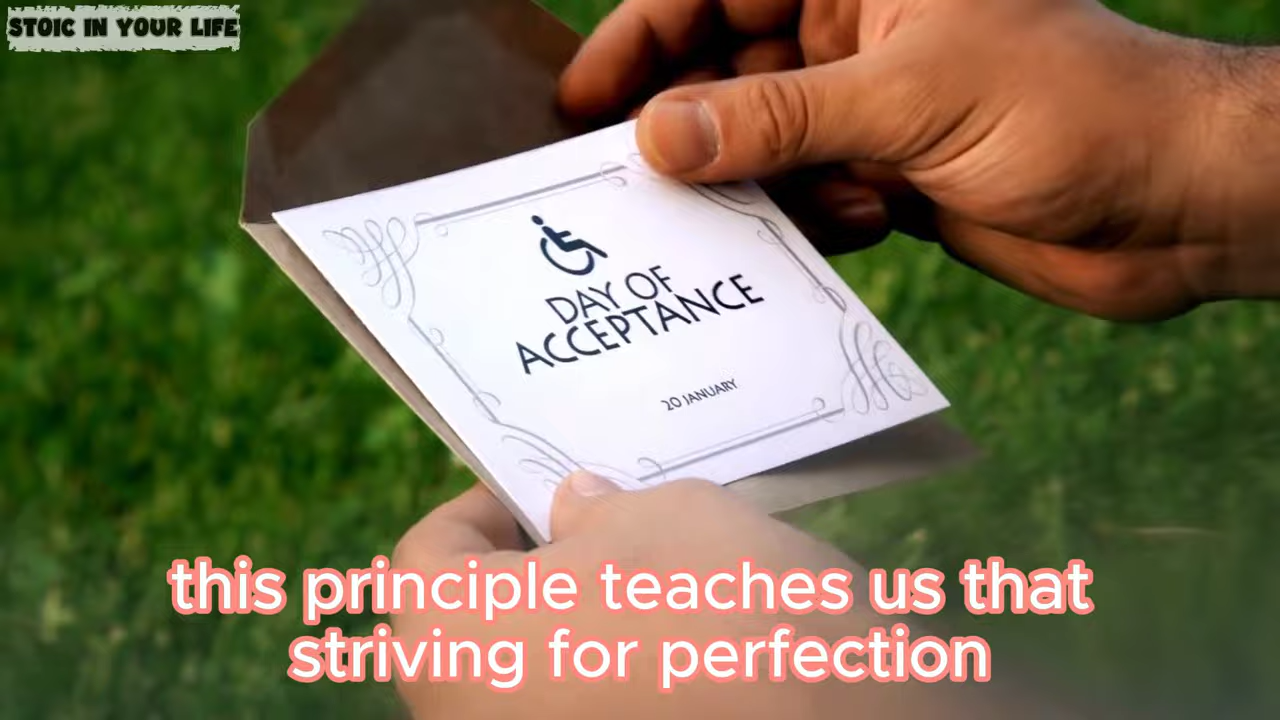 STOIC IN YOUR LIFE
DAY OF
ACCEPTANCE
20 JANUARY
this principle teaches us that
striving for perfection